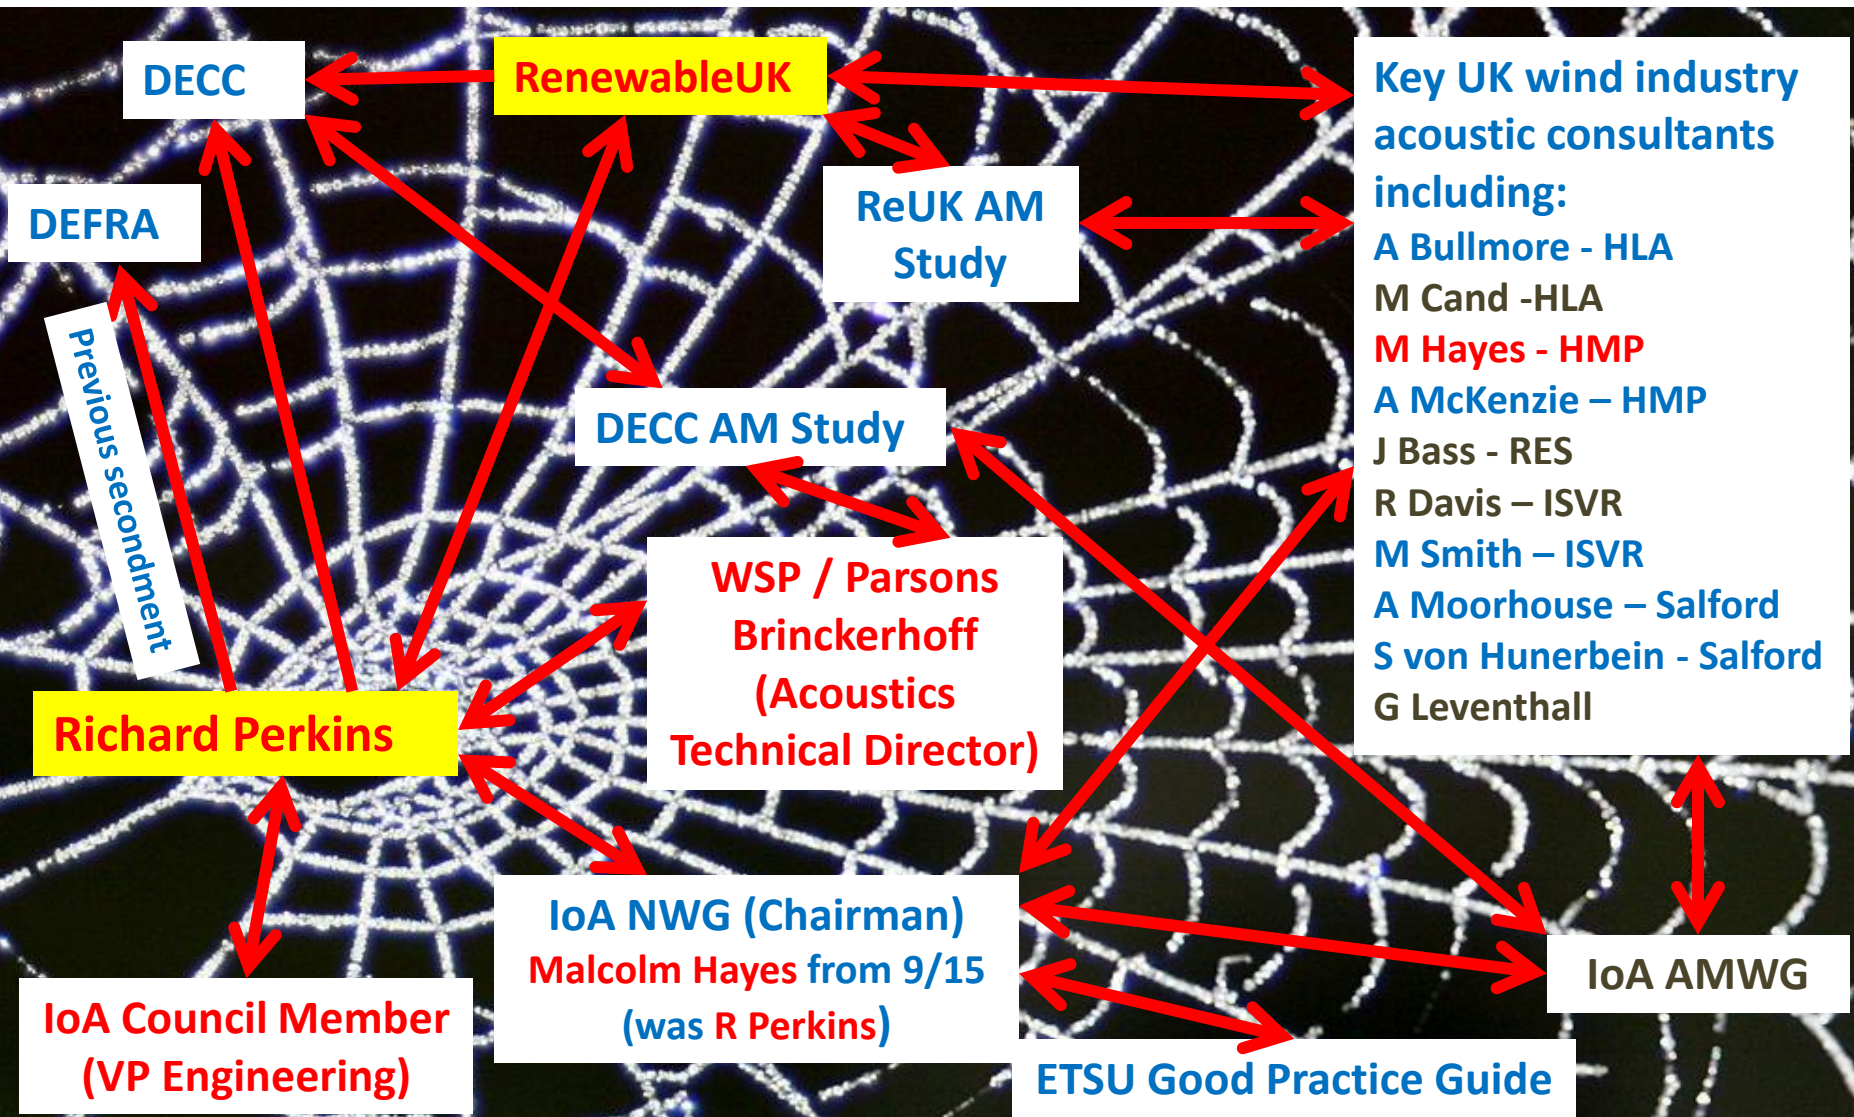 DECC
RenewableUK
Key UK wind industry
acoustic consultants
including:
A Bullmore - HLA
M Cand -HLA
M Hayes - HMP
A McKenzie – HMP
J Bass - RES
R Davis – ISVR
M Smith – ISVR
A Moorhouse – Salford
S von Hunerbein - Salford
G Leventhall
DEFRA
ReUK AM
Study
Previous secondment
DECC AM Study
WSP / Parsons
Brinckerhoff
(Acoustics
Technical Director)
Richard Perkins
IoA NWG (Chairman)
Malcolm Hayes from 9/15
(was R Perkins)
IoA AMWG
IoA Council Member
(VP Engineering)
ETSU Good Practice Guide